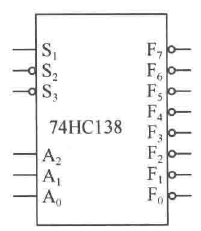 S₁ F₇
S₂ F₆
S₃ F₅
F₄
74HC138 F₃
A₂ F₂
A₁ F₁
A₀ F₀